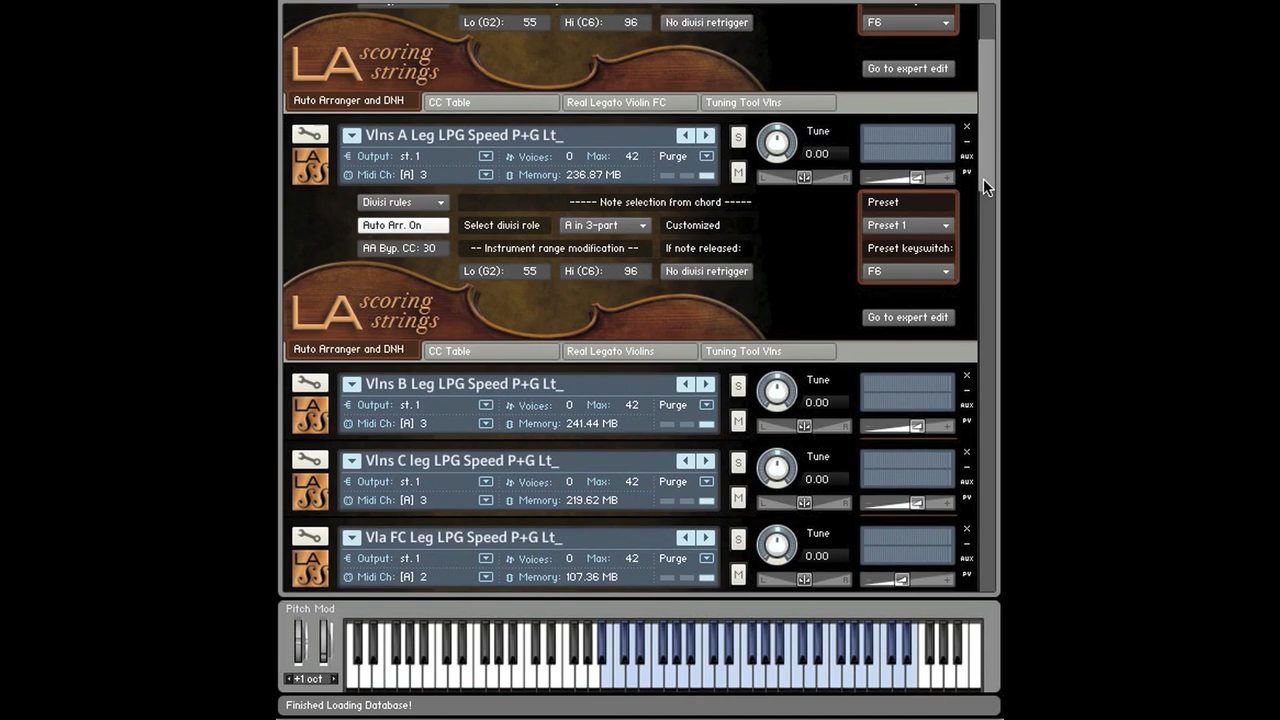 Lo (G2): 55 Hi (C6): 96 No divisi retrigger F6
LA scoring strings
Go to expert edit
Auto Arranger and DNH CC Table Real Legato Violin FC Tuning Tool Vlns
Vlns A Leg LPG Speed P+G Lt_ S Tune
Output: st.1 Voices: 0 Max: 42 Purge 0.00
Midi Ch: [A] 3 Memory: 236.87 MB M L R - + AUX PV
Divisi rules ----- Note selection from chord ----- Preset
Auto Arr. On Select divisi role A in 3-part Customized Preset 1
AA Byp. CC: 30 -- Instrument range modification -- If note released: Preset keyswitch:
Lo (G2): 55 Hi (C6): 96 No divisi retrigger F6
LA scoring strings
Go to expert edit
Auto Arranger and DNH CC Table Real Legato Violins Tuning Tool Vlns
Vlns B Leg LPG Speed P+G Lt_ S Tune
Output: st.1 Voices: 0 Max: 42 Purge 0.00
Midi Ch: [A] 3 Memory: 241.44 MB M L R - + AUX PV
Vlns C leg LPG Speed P+G Lt_ S Tune
Output: st.1 Voices: 0 Max: 42 Purge 0.00
Midi Ch: [A] 3 Memory: 219.62 MB M L R - + AUX PV
Vla FC Leg LPG Speed P+G Lt_ S Tune
Output: st.1 Voices: 0 Max: 42 Purge 0.00
Midi Ch: [A] 2 Memory: 107.36 MB M L R - + AUX PV
Pitch Mod
+1 oct
Finished Loading Database!